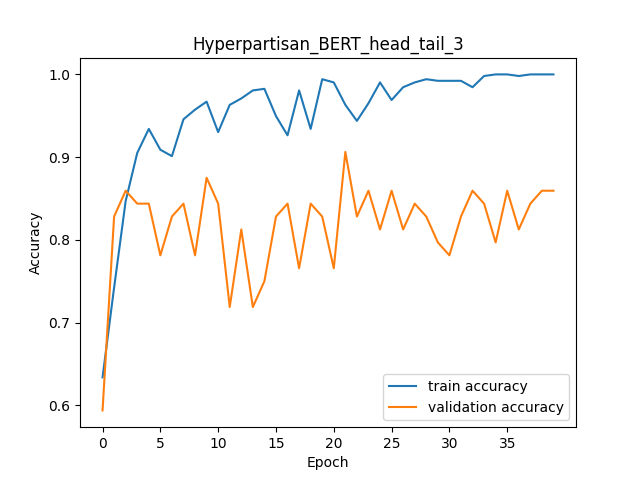 Hyperpartisan_BERT_head_tail_3
1.0
0.9
0.8
0.7
0.6
Accuracy
train accuracy
validation accuracy
0 5 10 15 20 25 30 35
Epoch